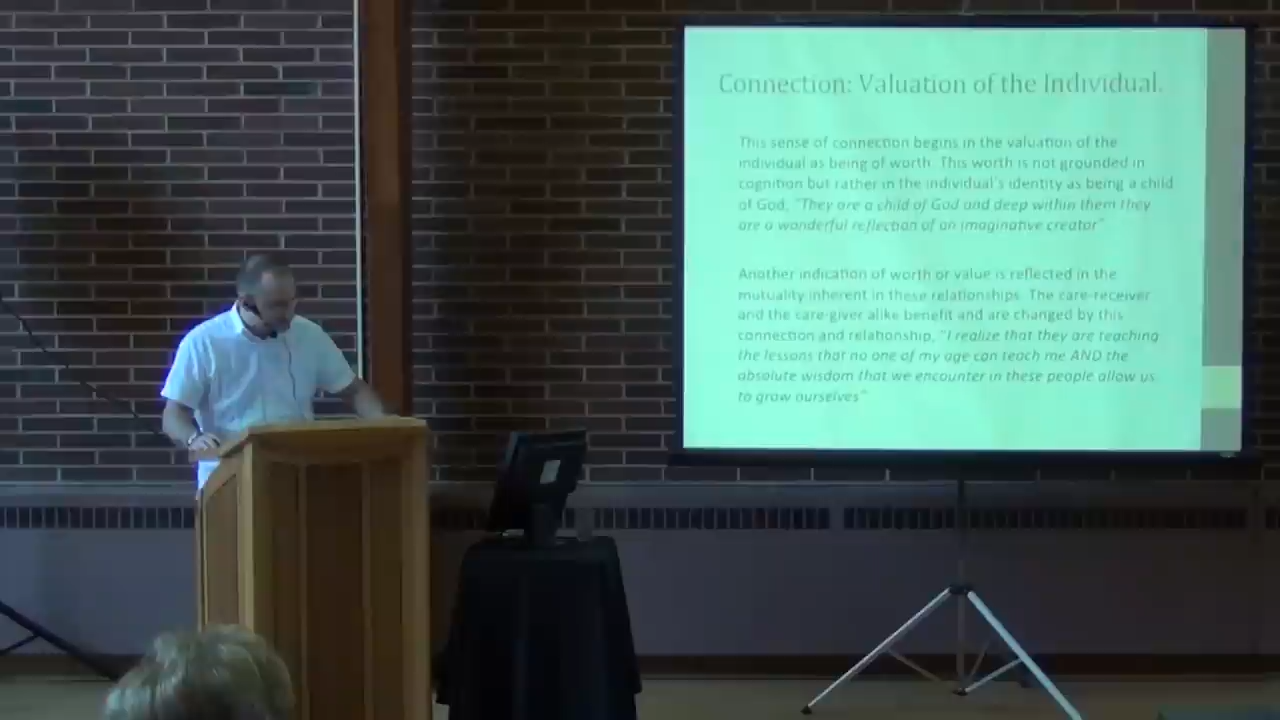 Connection: Valuation of the Individual.
This sense of connection begins in the valuation of the
individual as being of worth. This worth is not grounded in
cognition but rather in the individual's identity as being a child
of God, "They are a child of God and deep within them they
are a wonderful reflection of an imaginative creator"
Another indication of worth or value is reflected in the
mutuality inherent in these relationships. The care-receiver
and the care-giver alike benefit and are changed by this
connection and relationship, "I realize that they are teaching
the lessons that no one of my age can teach me AND the
absolute wisdom that we encounter in these people allow us
to grow ourselves"